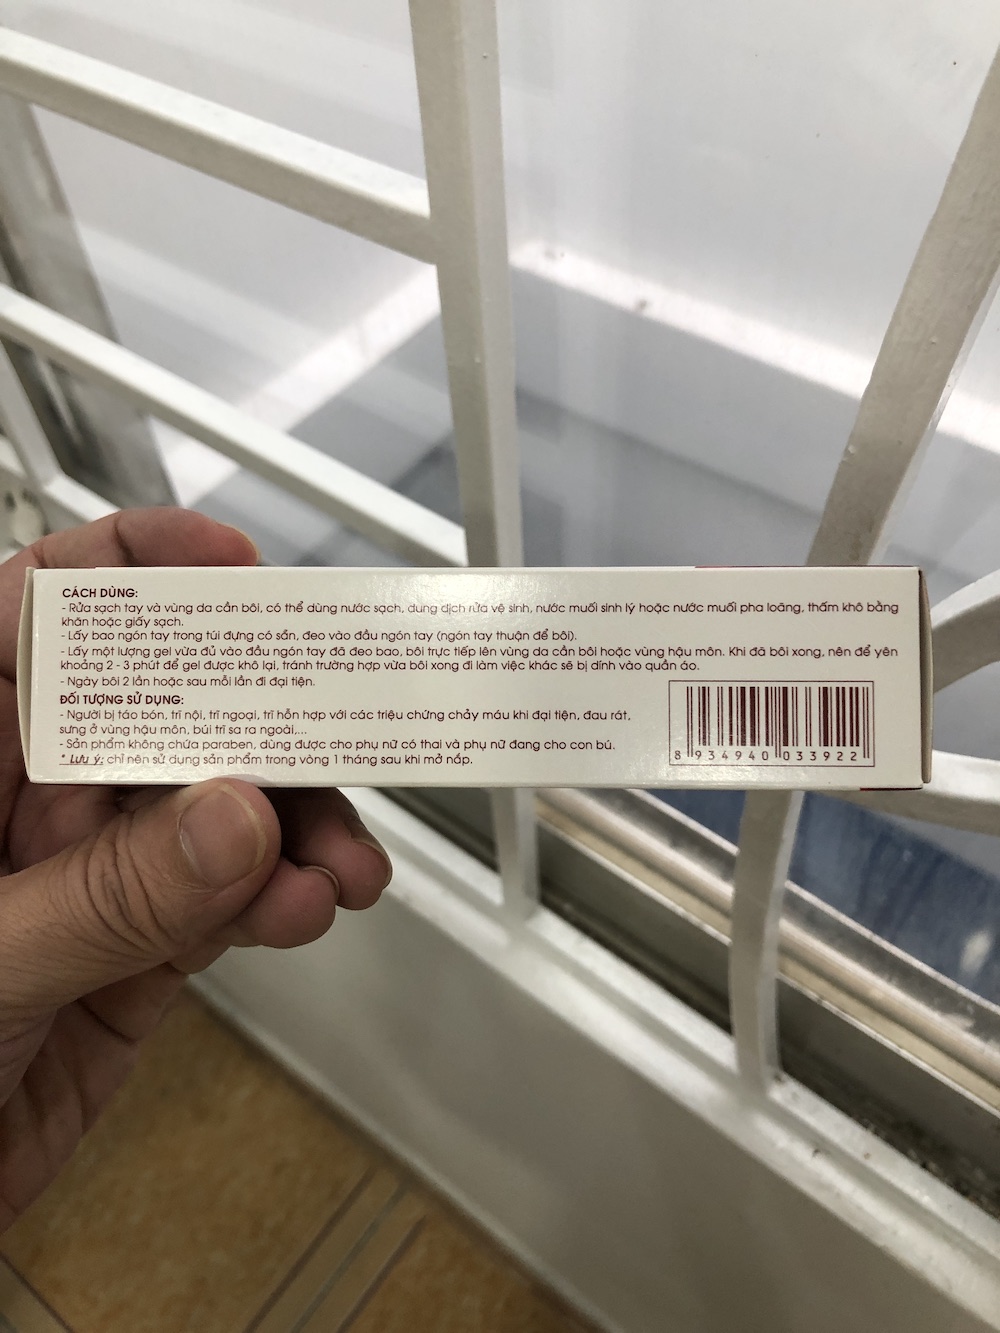 CÁCH DÙNG:
- Rửa sạch tay và vùng da cần bôi, có thể dùng nước sạch, dung dịch rửa vệ sinh, nước muối sinh lý hoặc nước muối pha loãng, thấm khô bằng
khăn hoặc giấy sạch.
- Lấy bao ngón tay trong túi đựng có sẵn, đeo vào đầu ngón tay (ngón tay thuận để bôi).
- Lấy một lượng gel vừa đủ vào đầu ngón tay đã đeo bao, bôi trực tiếp lên vùng da cần bôi hoặc vùng hậu môn. Khi đã bôi xong, nên để yên
khoảng 2 - 3 phút để gel được khô lại, tránh trường hợp vừa bôi xong đi làm việc khác sẽ bị dính vào quần áo.
- Ngày bôi 2 lần hoặc sau mỗi lần đi đại tiện.
ĐỐI TƯỢNG SỬ DỤNG:
- Người bị táo bón, trĩ nội, trĩ ngoại, trĩ hỗn hợp với các triệu chứng chảy máu khi đại tiện, đau rát,
sưng ở vùng hậu môn, búi trĩ sa ra ngoài,...
- Sản phẩm không chứa paraben, dùng được cho phụ nữ có thai và phụ nữ đang cho con bú.
* Lưu ý: chỉ nên sử dụng sản phẩm trong vòng 1 tháng sau khi mở nắp.
8 934940 033922